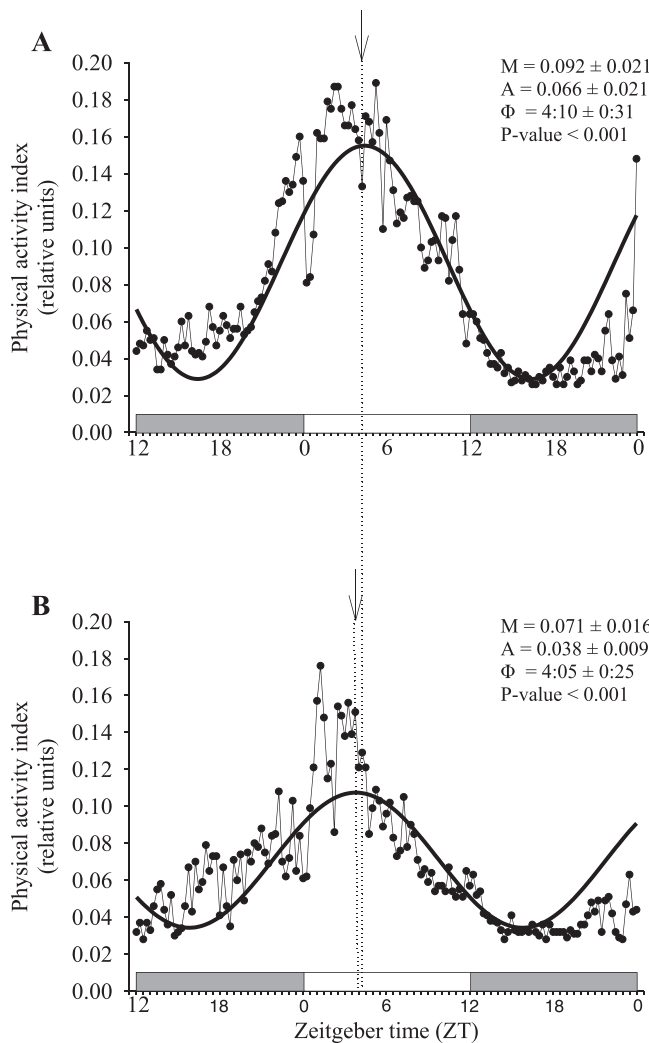 A
M = 0.092 ± 0.021
A = 0.066 ± 0.021
Φ = 4:10 ± 0:31
P-value < 0.001
Physical activity index
(relative units)
0.20
0.18
0.16
0.14
0.12
0.10
0.08
0.06
0.04
0.02
0.00
12 18 0 6 12 18 0
B
M = 0.071 ± 0.016
A = 0.038 ± 0.009
Φ = 4:05 ± 0:25
P-value < 0.001
Physical activity index
(relative units)
0.20
0.18
0.16
0.14
0.12
0.10
0.08
0.06
0.04
0.02
0.00
12 18 0 6 12 18 0
Zeitgeber time (ZT)